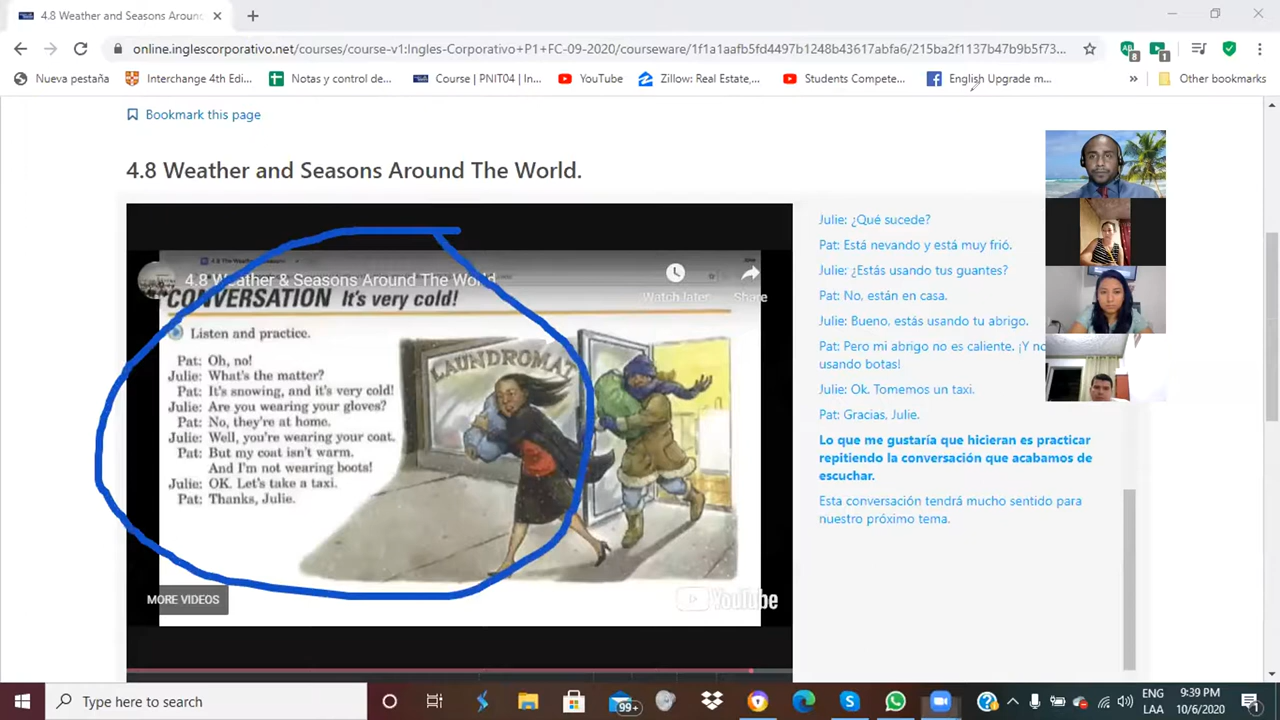 4.8 Weather and Seasons Aroun
online.inglescorporativo.net/courses/course-v1:Ingles-Corporativo+P1+FC-09-2020/courseware/1f1a1aafb5fd4497b1248b43617abfa6/215ba2f1137b47b9b5f73...
8
1
Nueva pestaña
Interchange 4th Edi...
Notas y control de...
Course | PNIT04 | In...
YouTube
Zillow: Real Estate,...
Students Compete...
English Upgrade m...
»
Other bookmarks
Bookmark this page
4.8 Weather and Seasons Around The World.
4.8 Weather & Seasons Around The World
Watch later
Share
CONVERSATION It's very cold!
Listen and practice.
Pat: Oh, no!
Julie: What's the matter?
Pat: It's snowing, and it's very cold!
Julie: Are you wearing your gloves?
Pat: No, they're at home.
Julie: Well, you're wearing your coat.
Pat: But my coat isn't warm.
And I'm not wearing boots!
Julie: OK. Let's take a taxi.
Pat: Thanks, Julie.
LAUNDROMAT
MORE VIDEOS
YouTube
Julie: ¿Qué sucede?
Pat: Está nevando y está muy frió.
Julie: ¿Estás usando tus guantes?
Pat: No, están en casa.
Julie: Bueno, estás usando tu abrigo.
Pat: Pero mi abrigo no es caliente. ¡Y no
usando botas!
Julie: Ok. Tomemos un taxi.
Pat: Gracias, Julie.
Lo que me gustaría que hicieran es practicar
repitiendo la conversación que acabamos de
escuchar.
Esta conversación tendrá mucho sentido para
nuestro próximo tema.
Type here to search
99+
ENG
LAA
9:39 PM
10/6/2020
1